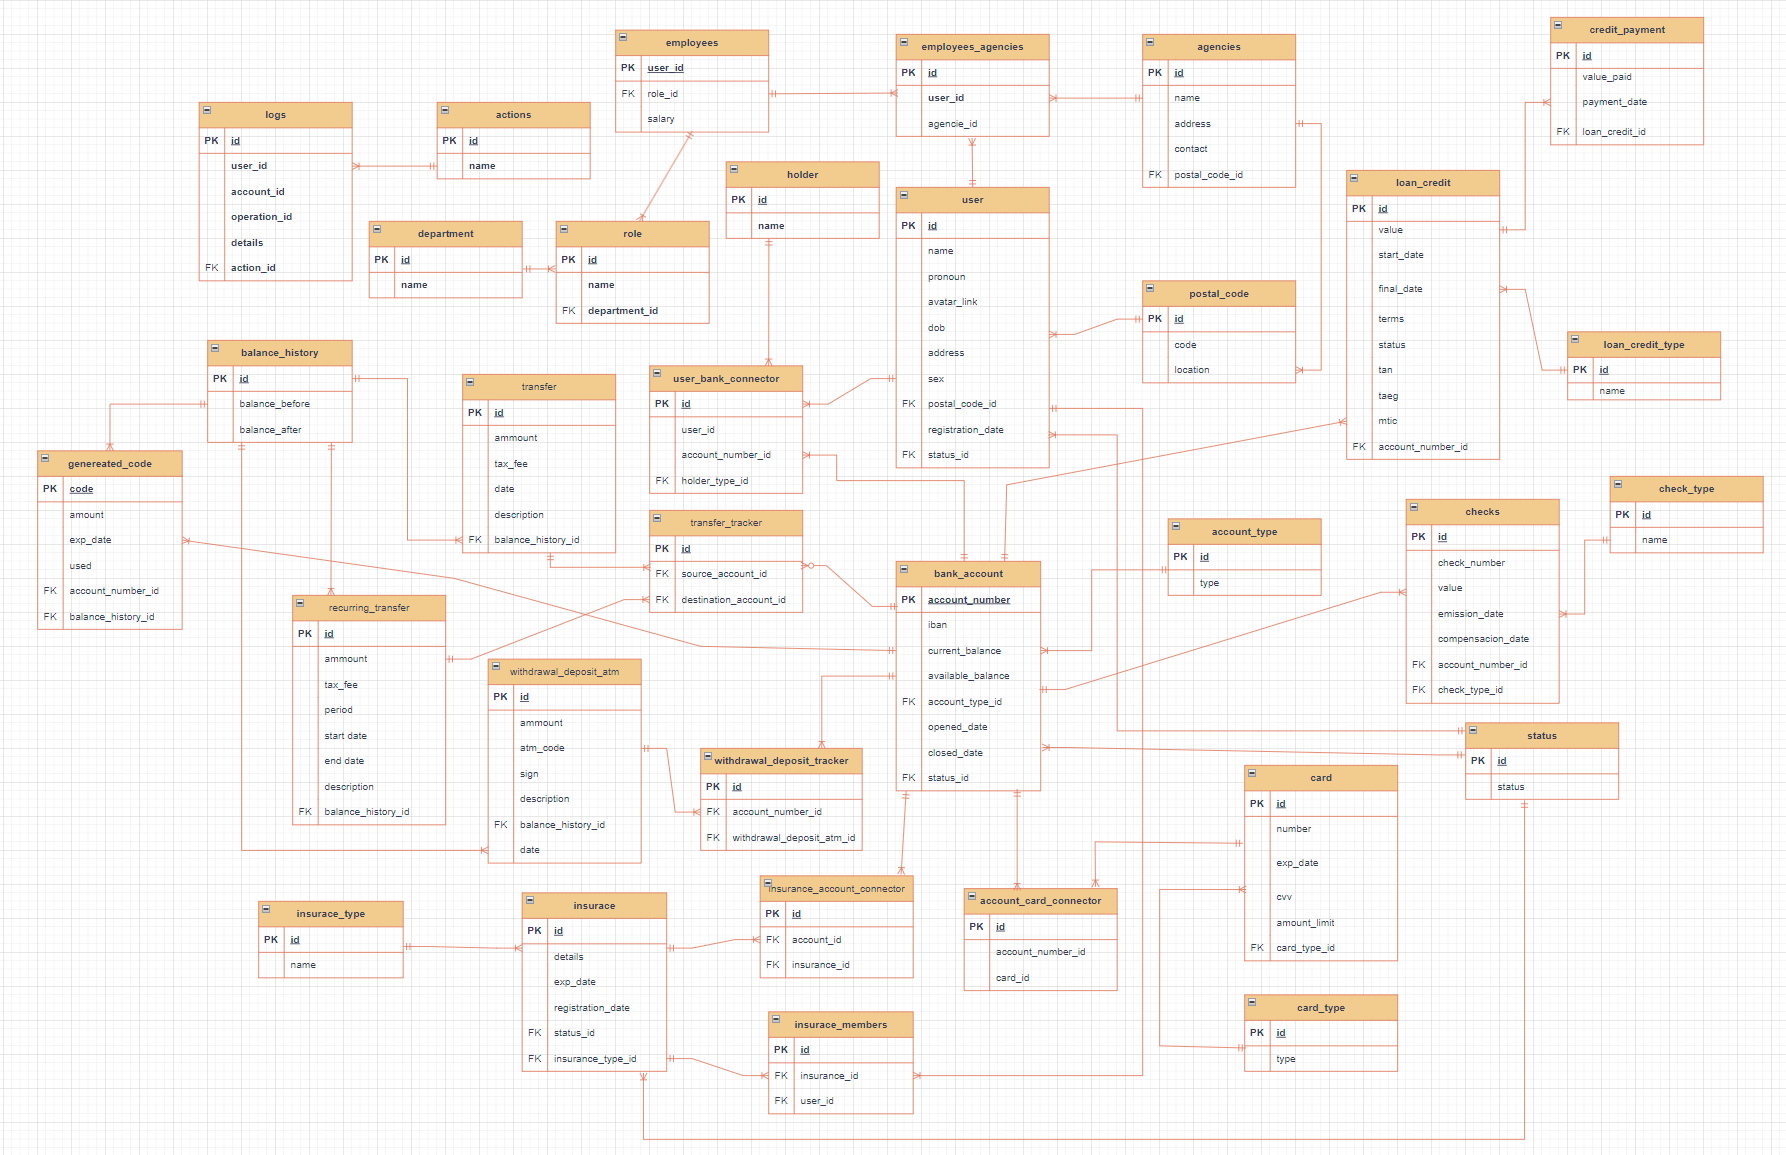 employees
PK user_id
FK role_id
salary
employees_agencies
PK id
user_id
agencie_id
agencies
PK id
name
address
contact
FK postal_code_id
credit_payment
PK id
value_paid
payment_date
FK loan_credit_id
logs
PK id
user_id
account_id
operation_id
details
FK action_id
actions
PK id
name
holder
PK id
name
user
PK id
name
pronoun
avatar_link
dob
address
sex
FK postal_code_id
registration_date
FK status_id
loan_credit
PK id
value
start_date
final_date
terms
status
tan
taeg
mtic
FK account_number_id
department
PK id
name
role
PK id
name
FK department_id
postal_code
PK id
code
location
loan_credit_type
PK id
name
balance_history
PK id
balance_before
balance_after
transfer
PK id
ammount
tax_fee
date
description
FK balance_history_id
user_bank_connector
PK id
user_id
account_number_id
FK holder_type_id
genereated_code
PK code
amount
exp_date
used
FK account_number_id
FK balance_history_id
transfer_tracker
PK id
FK source_account_id
FK destination_account_id
account_type
PK id
type
checks
PK id
check_number
value
emission_date
compensacion_date
FK account_number_id
FK check_type_id
check_type
PK id
name
bank_account
PK account_number
iban
current_balance
available_balance
FK account_type_id
opened_date
closed_date
FK status_id
recurring_transfer
PK id
ammount
tax_fee
period
start date
end date
description
FK balance_history_id
withdrawal_deposit_atm
PK id
ammount
atm_code
sign
description
FK balance_history_id
date
withdrawal_deposit_tracker
PK id
FK account_number_id
FK withdrawal_deposit_atm_id
status
PK id
status
card
PK id
number
exp_date
cvv
amount_limit
FK card_type_id
insurace_type
PK id
name
insurace
PK id
details
exp_date
registration_date
FK status_id
FK insurance_type_id
insurance_account_connector
PK id
FK account_id
FK insurance_id
account_card_connector
PK id
account_number_id
card_id
card_type
PK id
type
insurace_members
PK id
FK insurance_id
FK user_id